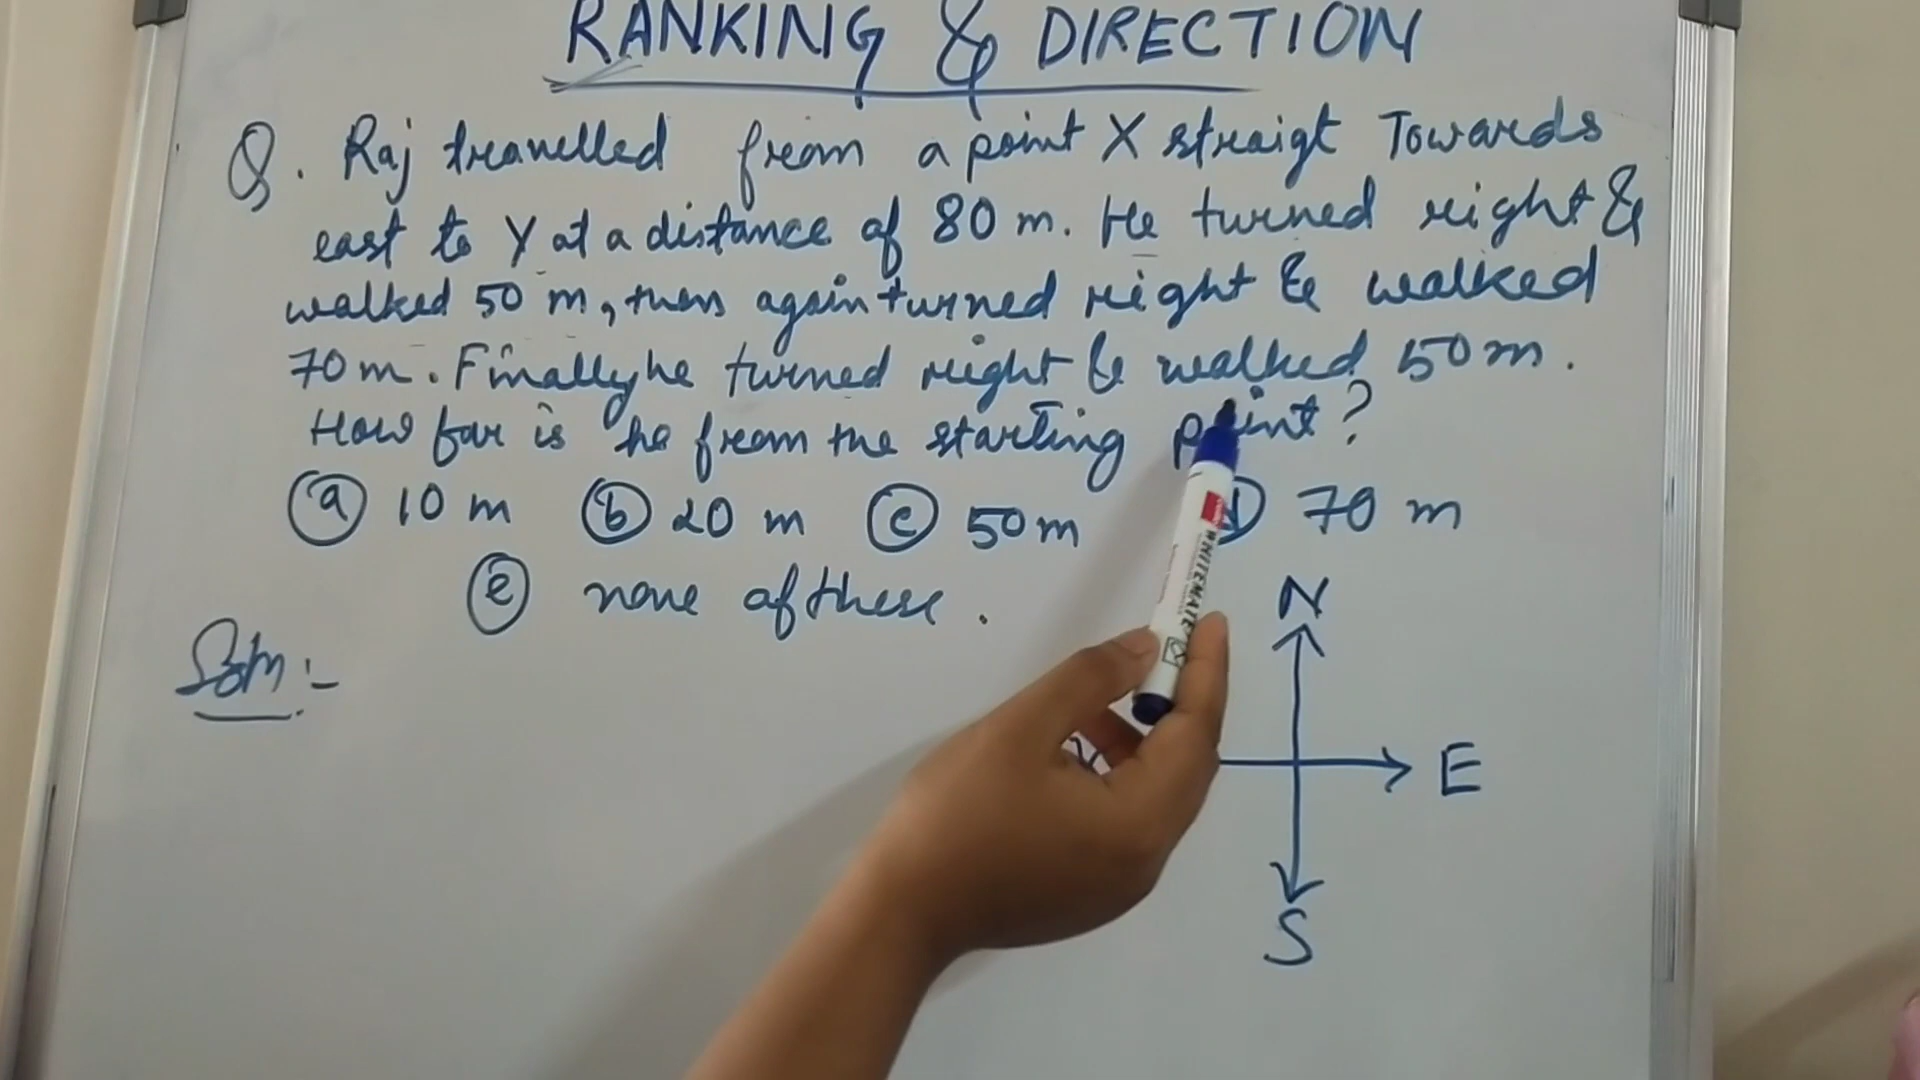 RANKING & DIRECTION
Q. Raj travelled from a point X straigt Towards
east to Y at a distance of 80 m. He turned right &
walked 50 m, then again turned right & walked
70 m. Finally he turned right & walked 50 m.
How far is he from the starting point?
(a) 10 m (b) 20 m (c) 50 m (d) 70 m
(e) none of these.
Soln :-
N
E
S
WHITEMATE